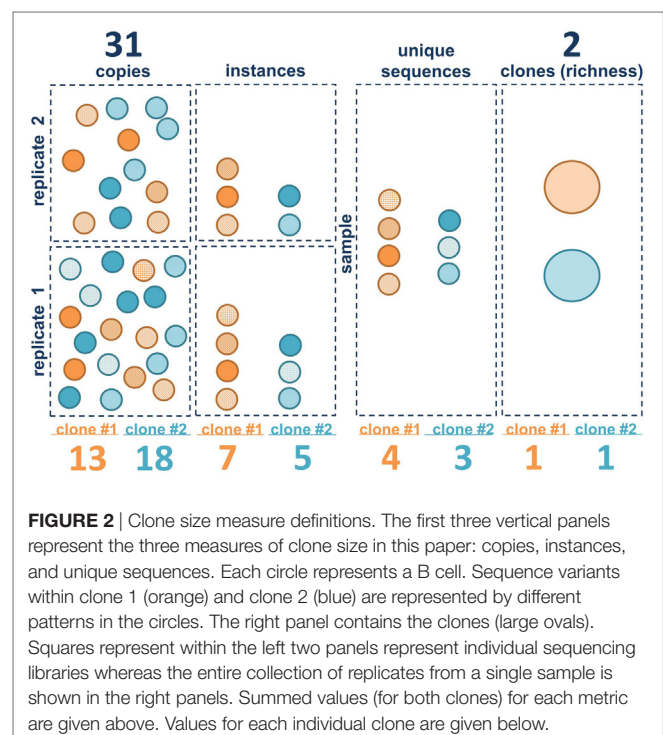 31
copies
instances
unique
sequences
2
clones (richness)
replicate 2
replicate 1
sample
clone #1 clone #2 clone #1 clone #2 clone #1 clone #2 clone #1 clone #2
13 18 7 5 4 3 1 1
FIGURE 2 | Clone size measure definitions. The first three vertical panels
represent the three measures of clone size in this paper: copies, instances,
and unique sequences. Each circle represents a B cell. Sequence variants
within clone 1 (orange) and clone 2 (blue) are represented by different
patterns in the circles. The right panel contains the clones (large ovals).
Squares represent within the left two panels represent individual sequencing
libraries whereas the entire collection of replicates from a single sample is
shown in the right panels. Summed values (for both clones) for each metric
are given above. Values for each individual clone are given below.